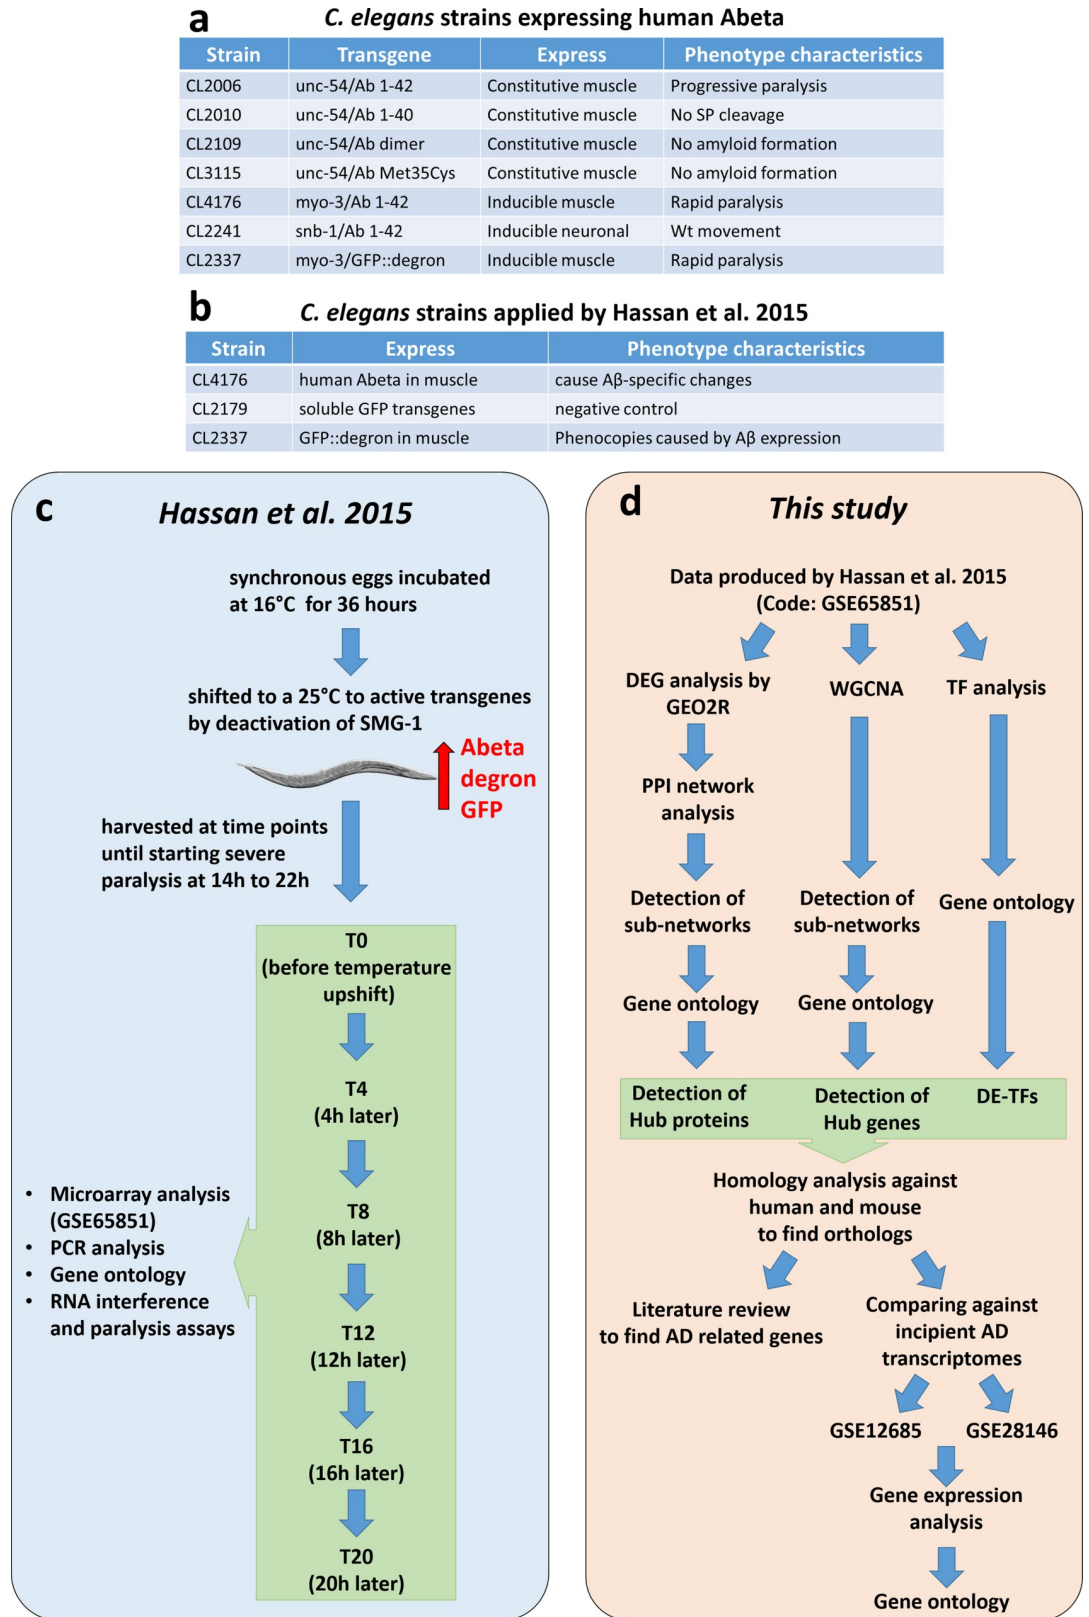 a
C. elegans strains expressing human Abeta
Strain Transgene Express Phenotype characteristics
CL2006 unc-54/Ab 1-42 Constitutive muscle Progressive paralysis
CL2010 unc-54/Ab 1-40 Constitutive muscle No SP cleavage
CL2109 unc-54/Ab dimer Constitutive muscle No amyloid formation
CL3115 unc-54/Ab Met35Cys Constitutive muscle No amyloid formation
CL4176 myo-3/Ab 1-42 Inducible muscle Rapid paralysis
CL2241 snb-1/Ab 1-42 Inducible neuronal Wt movement
CL2337 myo-3/GFP::degron Inducible muscle Rapid paralysis
b
C. elegans strains applied by Hassan et al. 2015
Strain Express Phenotype characteristics
CL4176 human Abeta in muscle cause Aβ-specific changes
CL2179 soluble GFP transgenes negative control
CL2337 GFP::degron in muscle Phenocopies caused by Aβ expression
c
Hassan et al. 2015
synchronous eggs incubated
at 16°C for 36 hours
shifted to a 25°C to active transgenes
by deactivation of SMG-1
Abeta
degron
GFP
harvested at time points
until starting severe
paralysis at 14h to 22h
T0
(before temperature
upshift)
T4
(4h later)
T8
(8h later)
T12
(12h later)
T16
(16h later)
T20
(20h later)
• Microarray analysis
(GSE65851)
• PCR analysis
• Gene ontology
• RNA interference
and paralysis assays
d
This study
Data produced by Hassan et al. 2015
(Code: GSE65851)
DEG analysis by
GEO2R
PPI network
analysis
Detection of
sub-networks
Gene ontology
Detection of
Hub proteins
WGCNA
Detection of
sub-networks
Gene ontology
Detection of
Hub genes
TF analysis
Gene ontology
DE-TFs
Homology analysis against
human and mouse
to find orthologs
Literature review
to find AD related genes
Comparing against
incipient AD
transcriptomes
GSE12685
GSE28146
Gene expression
analysis
Gene ontology